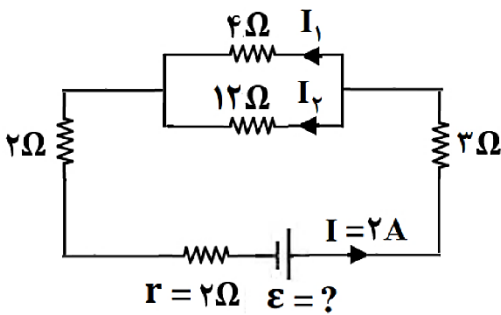 ۴Ω I۱
۱۲Ω I۲
۲Ω ۳Ω
I = ۲A
r = ۲Ω ε = ?